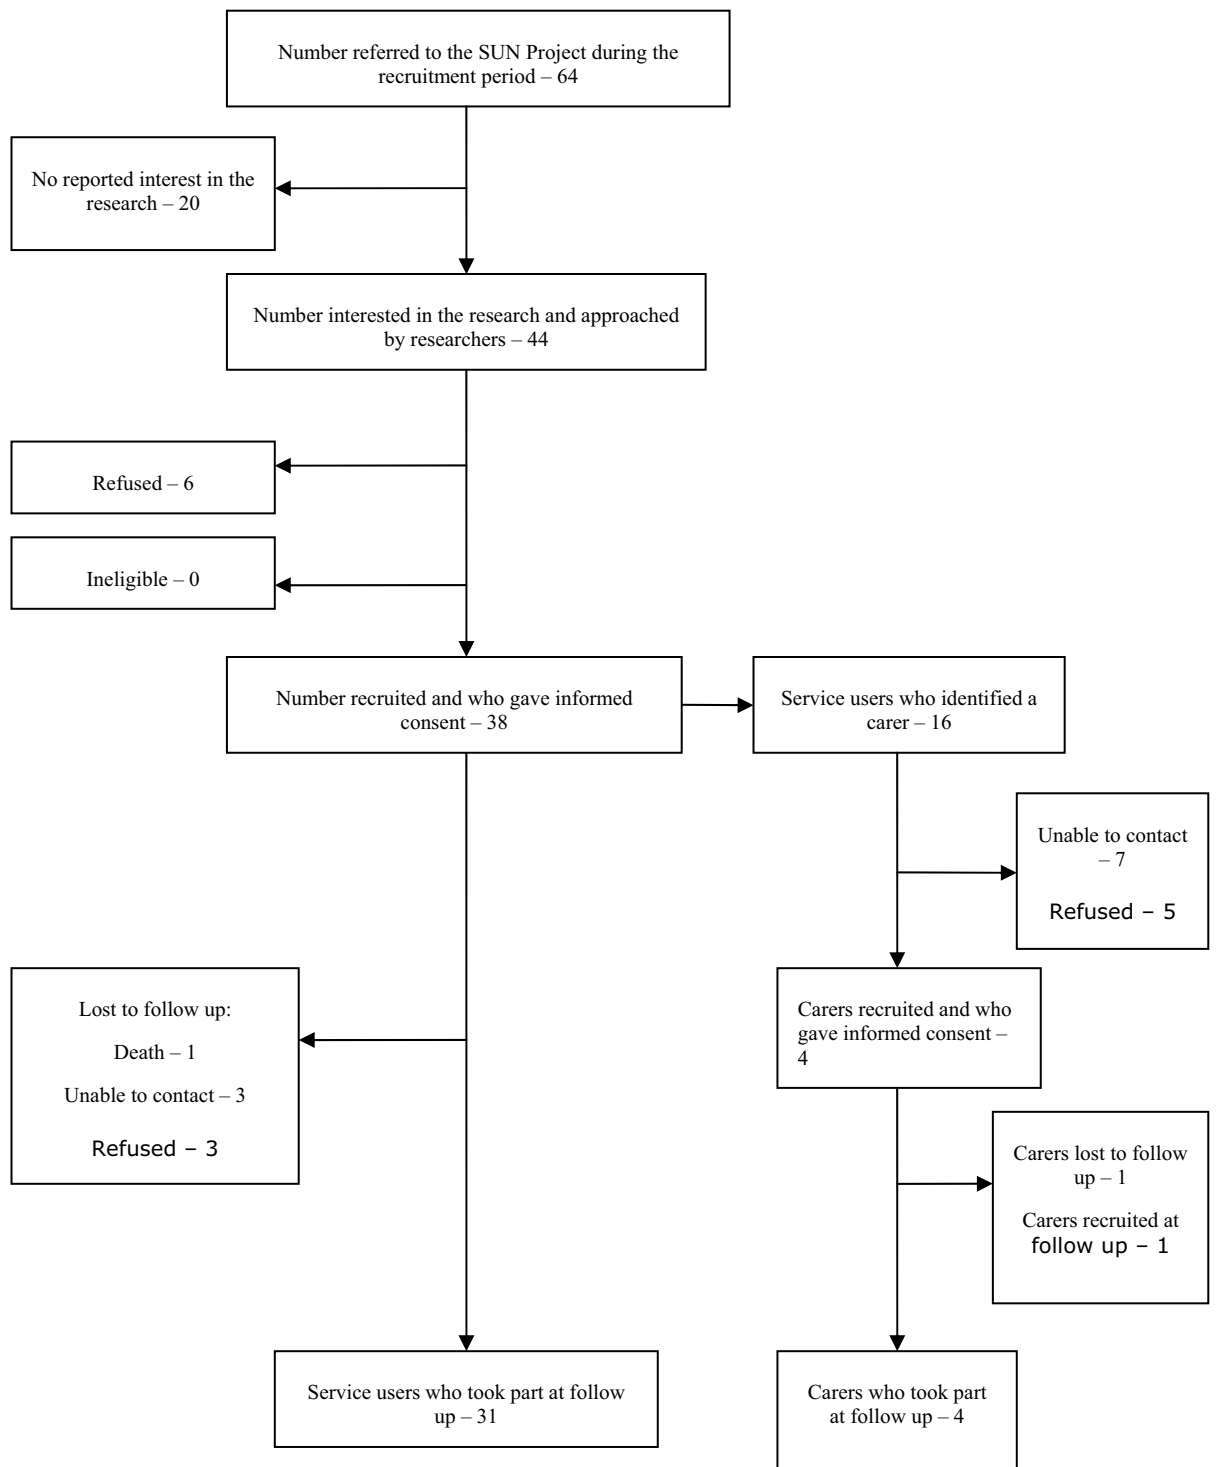 Number referred to the SUN Project during the
recruitment period – 64
No reported interest in the
research – 20
Number interested in the research and approached
by researchers – 44
Refused – 6
Ineligible – 0
Number recruited and who gave informed
consent – 38
Service users who identified a
carer – 16
Unable to contact
– 7
Refused – 5
Lost to follow up:
Death – 1
Unable to contact – 3
Refused – 3
Carers recruited and who
gave informed consent –
4
Carers lost to follow
up – 1
Carers recruited at
follow up – 1
Service users who took part at follow
up – 31
Carers who took part
at follow up – 4